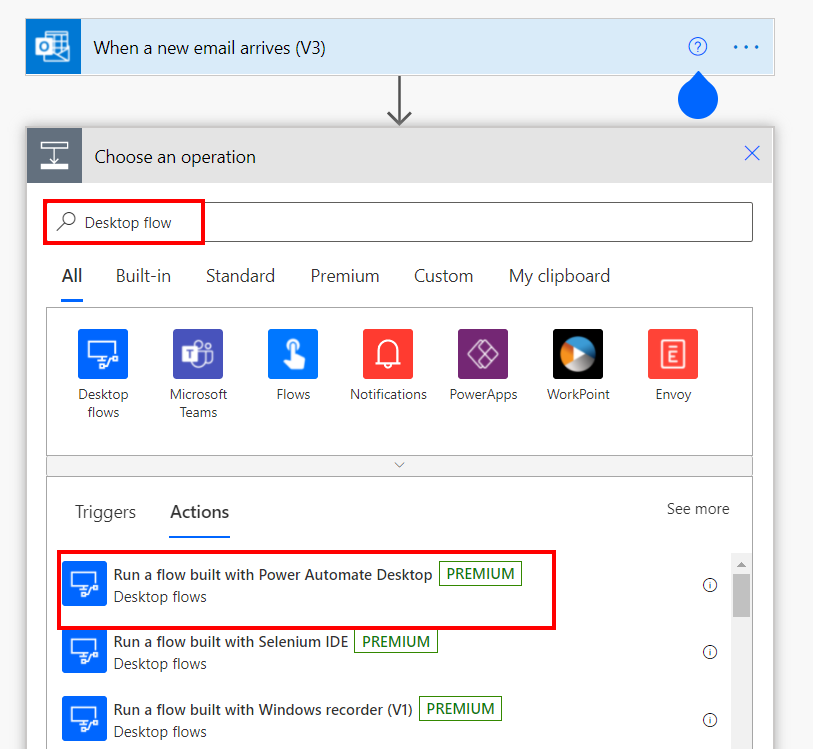 When a new email arrives (V3)
Choose an operation
Desktop flow
All Built-in Standard Premium Custom My clipboard
Desktop flows
Microsoft Teams
Flows
Notifications
PowerApps
WorkPoint
Envoy
Triggers Actions See more
Run a flow built with Power Automate Desktop PREMIUM
Desktop flows
Run a flow built with Selenium IDE PREMIUM
Desktop flows
Run a flow built with Windows recorder (V1) PREMIUM
Desktop flows